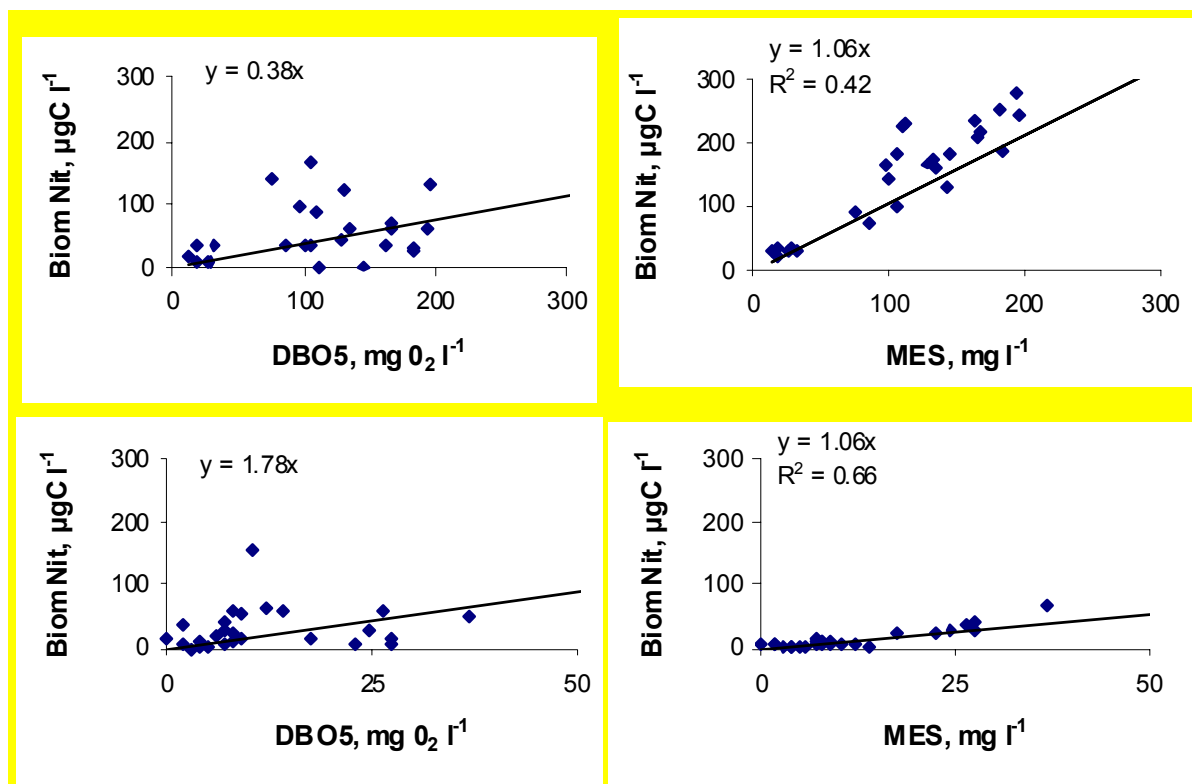 y = 0.38x
300
200
100
0
Biom Nit, µgC l-1
0 100 200 300
DBO5, mg 0₂ l-1
y = 1.06x
R² = 0.42
300
200
100
0
Biom Nit, µgC l-1
0 100 200 300
MES, mg l-1
y = 1.78x
300
200
100
0
Biom Nit, µgC l-1
0 25 50
DBO5, mg 0₂ l-1
y = 1.06x
R² = 0.66
300
200
100
0
Biom Nit, µgC l-1
0 25 50
MES, mg l-1